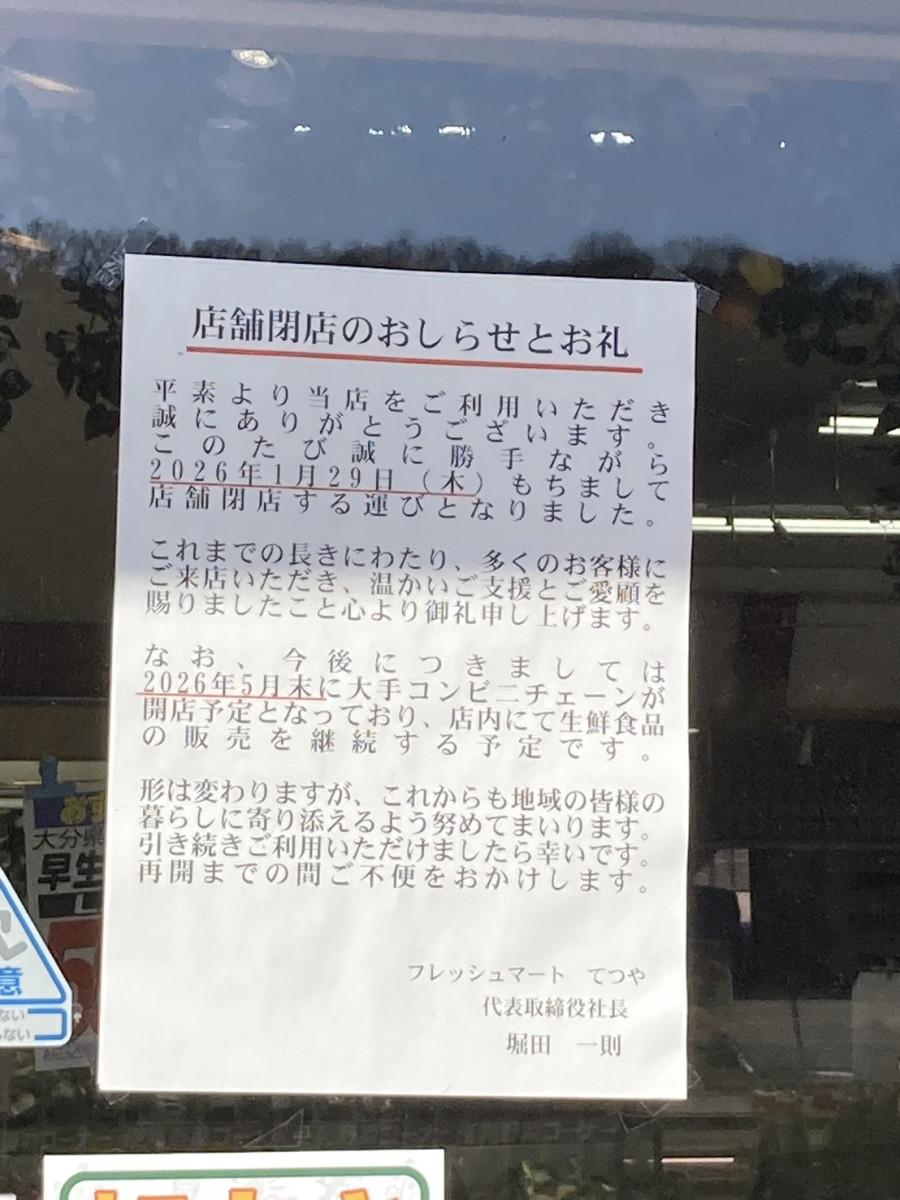 店舗閉店のおしらせとお礼
平素より当店をご利用いただき
誠にありがとうございます。
このたび誠に勝手ながら
2026年1月29日（木）もちまして
店舗閉店する運びとなりました。
これまでの長きにわたり、多くのお客様に
ご来店いただき、温かいご支援とご愛顧を
賜りましたこと心より御礼申し上げます。
なお、今後につきましては
2026年5月末に大手コンビニチェーンが
開店予定となっており、店内にて生鮮食品
の販売を継続する予定です。
形は変わりますが、これからも地域の皆様の
暮らしに寄り添えるよう努めてまいります。
引き続きご利用いただけましたら幸いです。
再開までの間ご不便をおかけします。
フレッシュマート　てつや
代表取締役社長
堀田　一則
大分県
早生
意
ない
ない